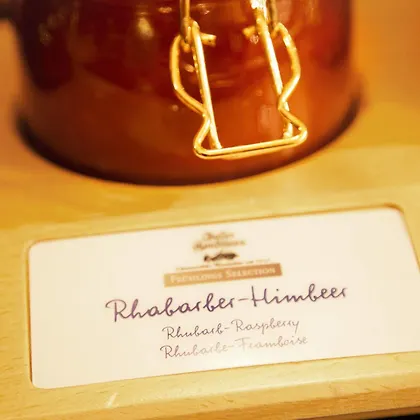 FRÜHLINGS SELECTION
Rhabarber-Himbeer
Rhubarb-Raspberry
Rhubarbe-Framboise